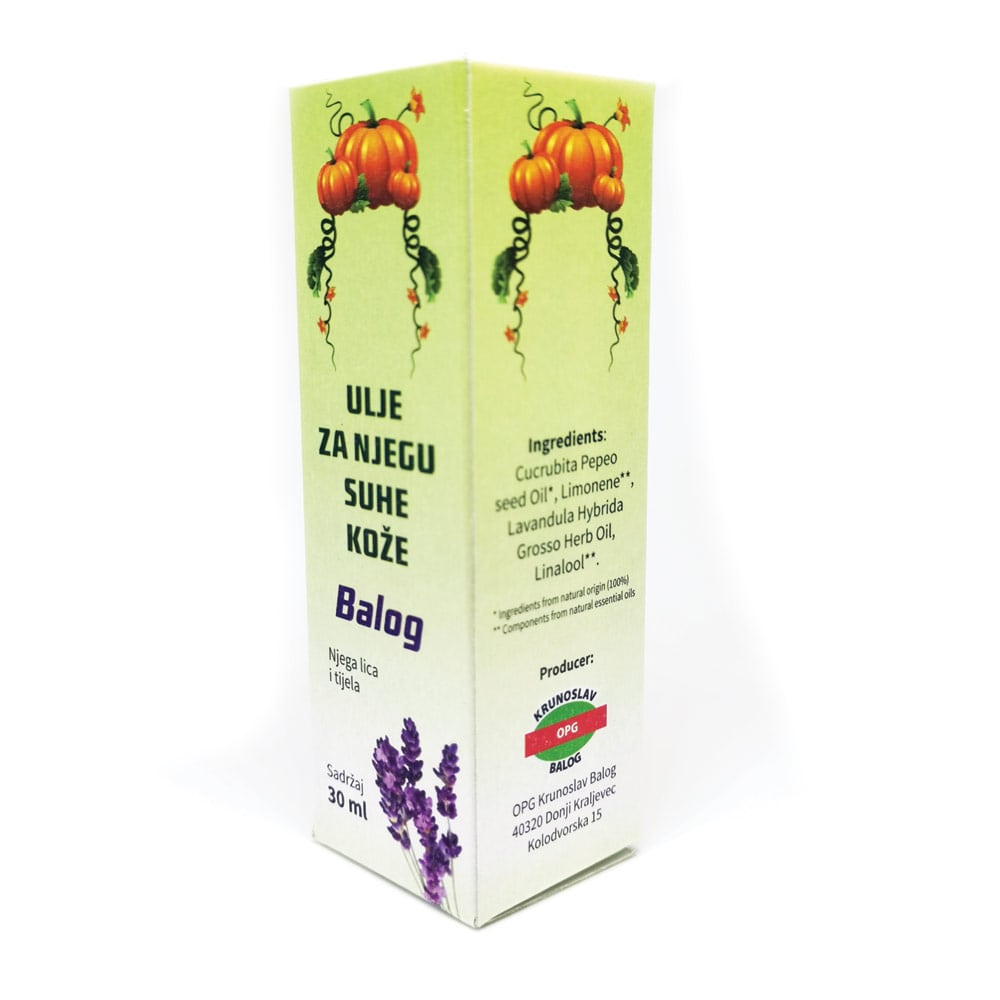 ULJE
ZA NJEGU
SUHE
KOŽE
Balog
Njega lica
i tijela
Sadržaj
30 ml
Ingredients:
Cucrubita Pepeo
seed Oil*, Limonene**,
Lavandula Hybrida
Grosso Herb Oil,
Linalool**.
* Ingredients from natural origin (100%)
** Components from natural essential oils
Producer:
KRUNOSLAV
OPG
BALOG
OPG Krunoslav Balog
40320 Donji Kraljevec
Kolodvorska 15